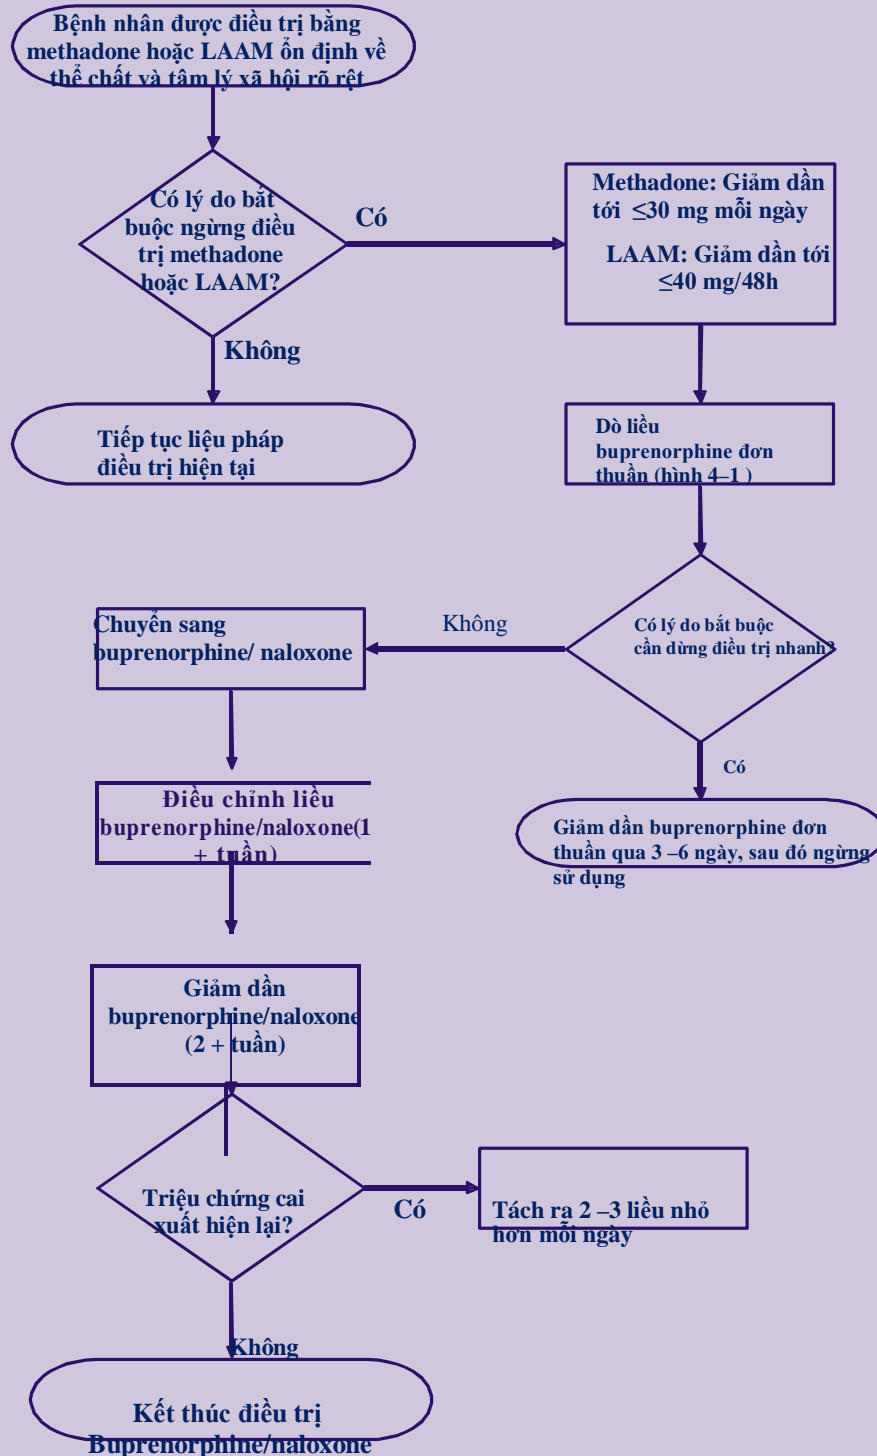 Bệnh nhân được điều trị bằng
methadone hoặc LAAM ổn định về
thể chất và tâm lý xã hội rõ rệt
Có lý do bắt
buộc ngừng điều
trị methadone
hoặc LAAM?
Có
Methadone: Giảm dần
tới ≤30 mg mỗi ngày
LAAM: Giảm dần tới
≤40 mg/48h
Không
Tiếp tục liệu pháp
điều trị hiện tại
Dò liều
buprenorphine đơn
thuần (hình 4–1 )
Có lý do bắt buộc
cần dừng điều trị nhanh?
Không
Chuyển sang
buprenorphine/ naloxone
Có
Giảm dần buprenorphine đơn
thuần qua 3 –6 ngày, sau đó ngừng
sử dụng
Điều chỉnh liều
buprenorphine/naloxone(1
+ tuần)
Giảm dần
buprenorphine/naloxone
(2 + tuần)
Triệu chứng cai
xuất hiện lại?
Có
Tách ra 2 –3 liều nhỏ
hơn mỗi ngày
Không
Kết thúc điều trị
Buprenorphine/naloxone